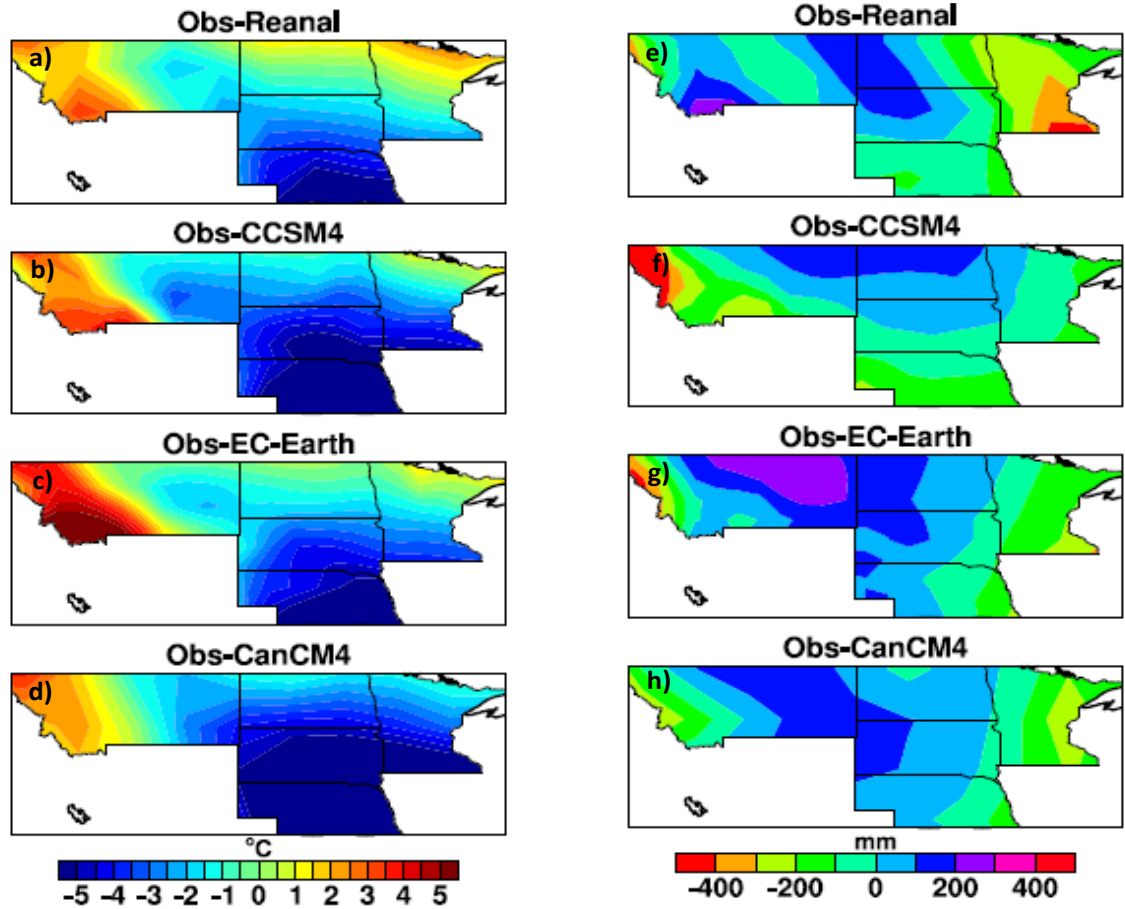 Obs-Reanal
a)
Obs-CCSM4
b)
Obs-EC-Earth
c)
Obs-CanCM4
d)
°C
-5 -4 -3 -2 -1 0 1 2 3 4 5
Obs-Reanal
e)
Obs-CCSM4
f)
Obs-EC-Earth
g)
Obs-CanCM4
h)
mm
-400 -200 0 200 400